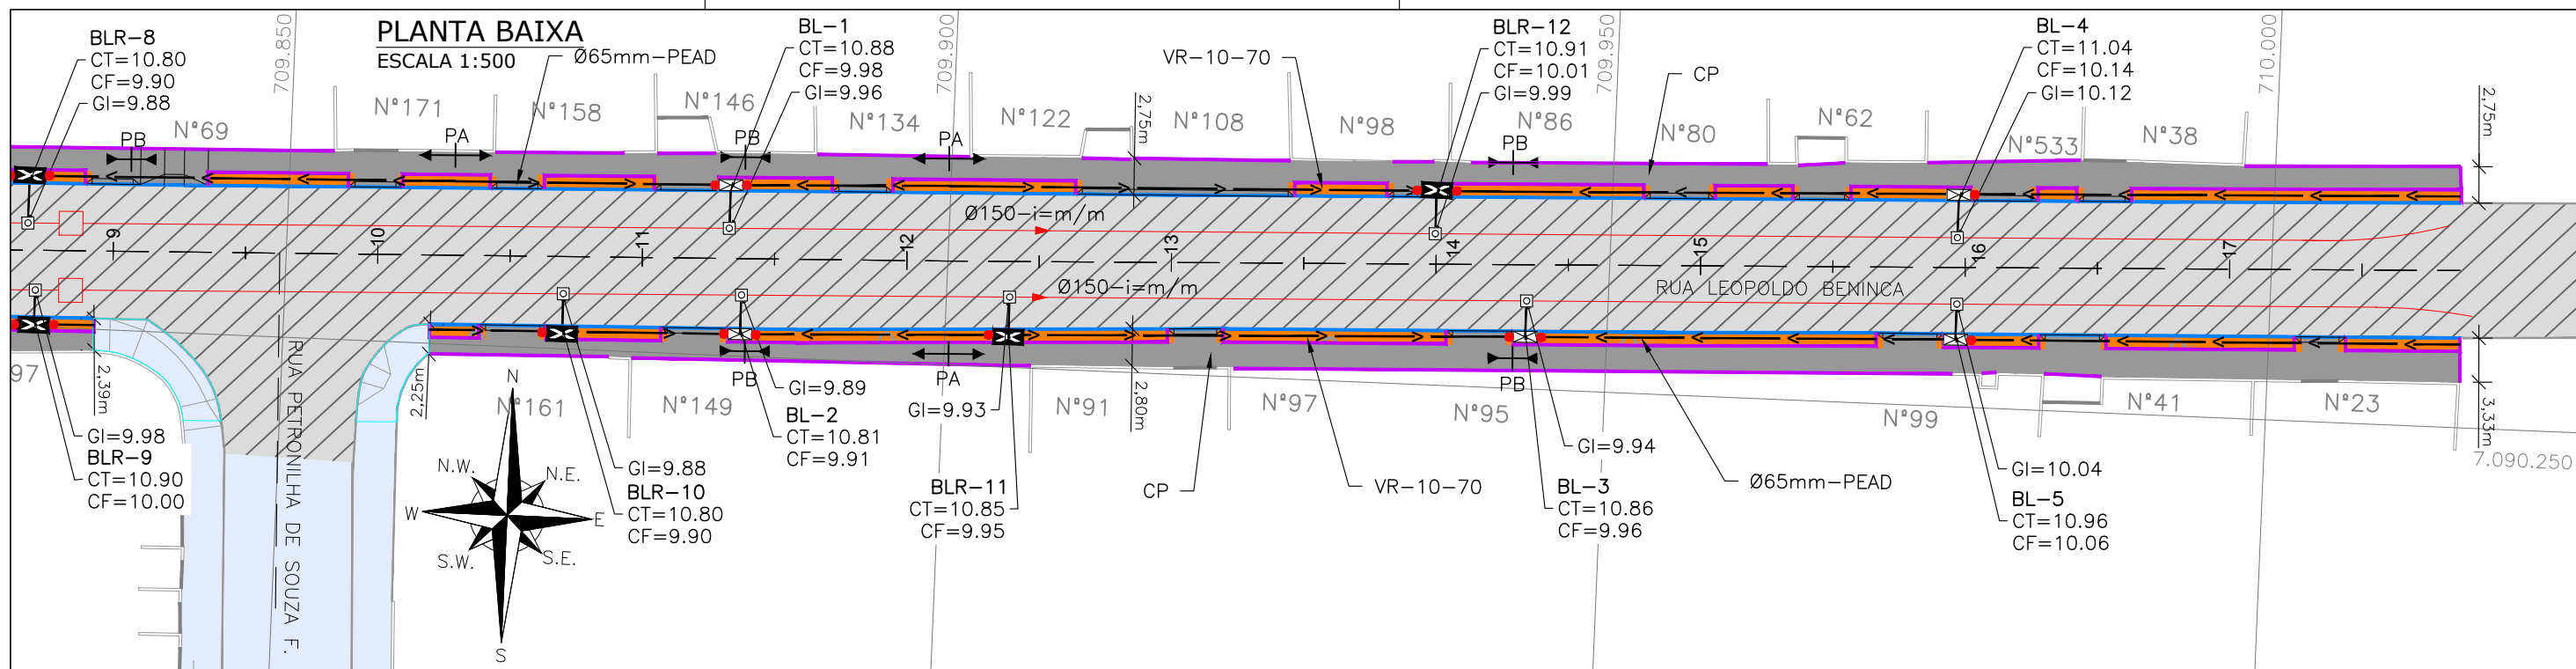 PLANTA BAIXA
ESCALA 1:500
BLR-8
CT=10.80
CF=9.90
GI=9.88
709.850
Ø65mm-PEAD
BL-1
CT=10.88
CF=9.98
GI=9.96
709.900
VR-10-70
BLR-12
CT=10.91
CF=10.01
GI=9.99
709.950
CP
BL-4
CT=11.04
CF=10.14
GI=10.12
710.000
2,75m
2,75m
N°69
N°171
N°158
N°146
N°134
N°122
N°108
N°98
N°86
N°80
N°62
N°533
N°38
PB
PA
PB
PA
PB
Ø150-i=m/m
9
10
11
12
13
14
15
16
17
Ø150-i=m/m
RUA LEOPOLDO BENINCA
RUA PETRONILHA DE SOUZA F.
97
2,39m
2,25m
N°161
N°149
PB
PA
N°91
2,80m
N°97
N°95
PB
N°99
N°41
N°23
3,33m
7.090.250
GI=9.98
BLR-9
CT=10.90
CF=10.00
N
N.W.
N.E.
W
E
S.W.
S.E.
S
GI=9.88
BLR-10
CT=10.80
CF=9.90
GI=9.89
BL-2
CT=10.81
CF=9.91
GI=9.93
BLR-11
CT=10.85
CF=9.95
CP
VR-10-70
GI=9.94
BL-3
CT=10.86
CF=9.96
Ø65mm-PEAD
GI=10.04
BL-5
CT=10.96
CF=10.06